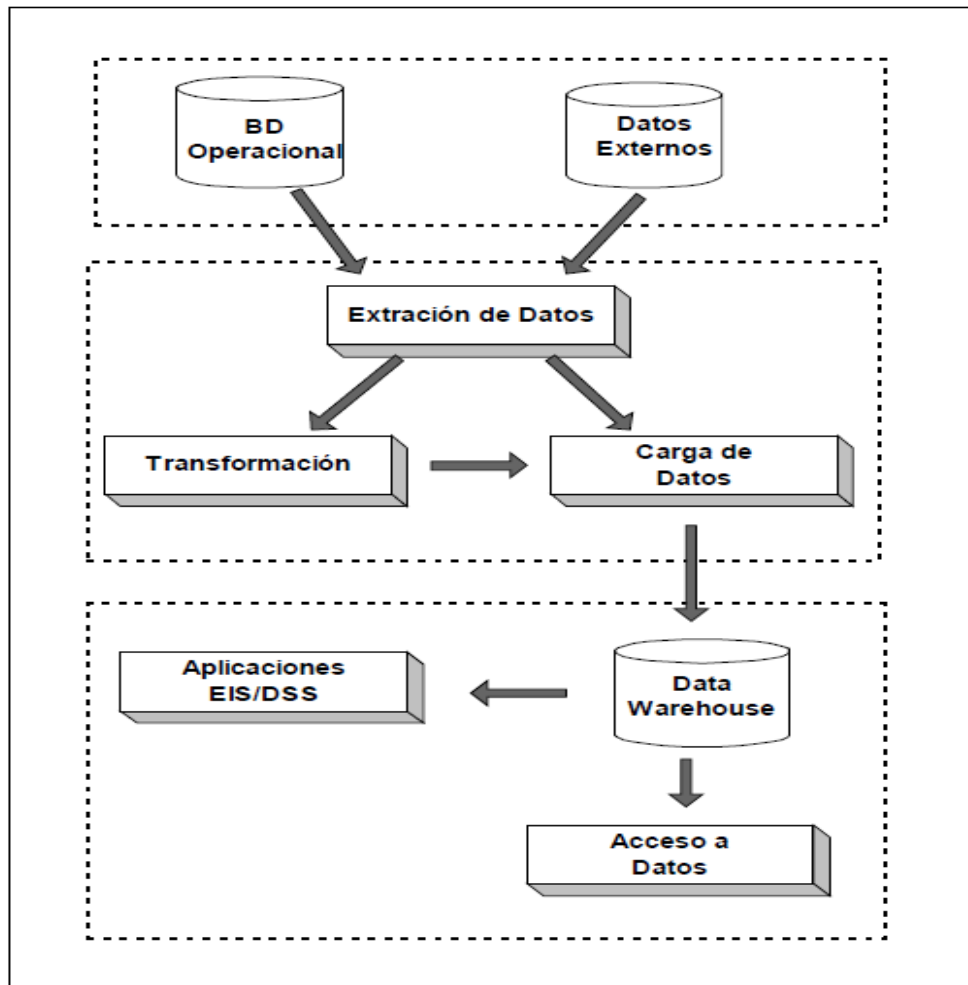 BD
Operacional
Datos
Externos
Extración de Datos
Transformación
Carga de
Datos
Aplicaciones
EIS/DSS
Data
Warehouse
Acceso a
Datos